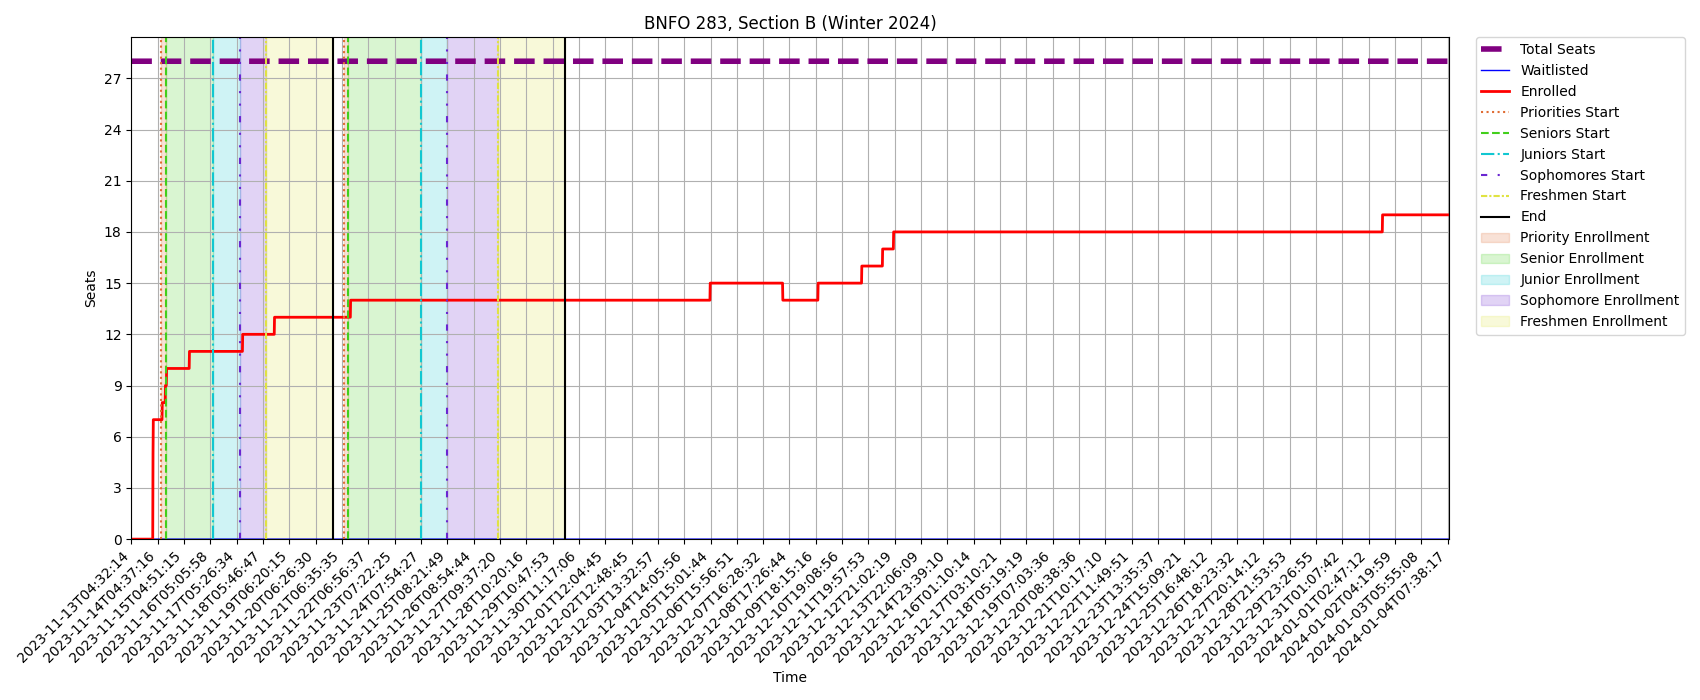 BNFO 283, Section B (Winter 2024)
Seats
27
24
21
18
15
12
9
6
3
0
2023-11-13T04:32:14
2023-11-14T04:37:16
2023-11-15T04:51:15
2023-11-16T05:05:58
2023-11-17T05:26:34
2023-11-18T05:46:47
2023-11-19T06:20:15
2023-11-20T06:26:30
2023-11-21T06:35:35
2023-11-22T06:56:37
2023-11-23T07:22:25
2023-11-24T07:54:27
2023-11-25T08:21:49
2023-11-26T08:54:44
2023-11-27T09:37:20
2023-11-28T10:20:16
2023-11-29T10:47:53
2023-11-30T11:17:06
2023-12-01T12:04:45
2023-12-02T12:48:45
2023-12-03T13:32:57
2023-12-04T14:05:56
2023-12-05T15:01:44
2023-12-06T15:56:51
2023-12-07T16:28:32
2023-12-08T17:26:44
2023-12-09T18:15:16
2023-12-10T19:08:56
2023-12-11T19:57:53
2023-12-13T21:02:19
2023-12-14T22:06:09
2023-12-14T23:39:10
2023-12-16T01:10:14
2023-12-17T03:10:21
2023-12-18T05:19:19
2023-12-19T07:03:36
2023-12-20T08:38:36
2023-12-21T10:17:10
2023-12-22T11:49:51
2023-12-23T13:35:37
2023-12-24T15:09:21
2023-12-25T16:48:12
2023-12-26T18:23:32
2023-12-27T20:14:12
2023-12-28T21:53:53
2023-12-29T23:26:55
2023-12-31T01:07:42
2024-01-01T02:47:12
2024-01-02T04:19:59
2024-01-03T05:55:08
2024-01-04T07:38:17
Time
Total Seats
Waitlisted
Enrolled
Priorities Start
Seniors Start
Juniors Start
Sophomores Start
Freshmen Start
End
Priority Enrollment
Senior Enrollment
Junior Enrollment
Sophomore Enrollment
Freshmen Enrollment